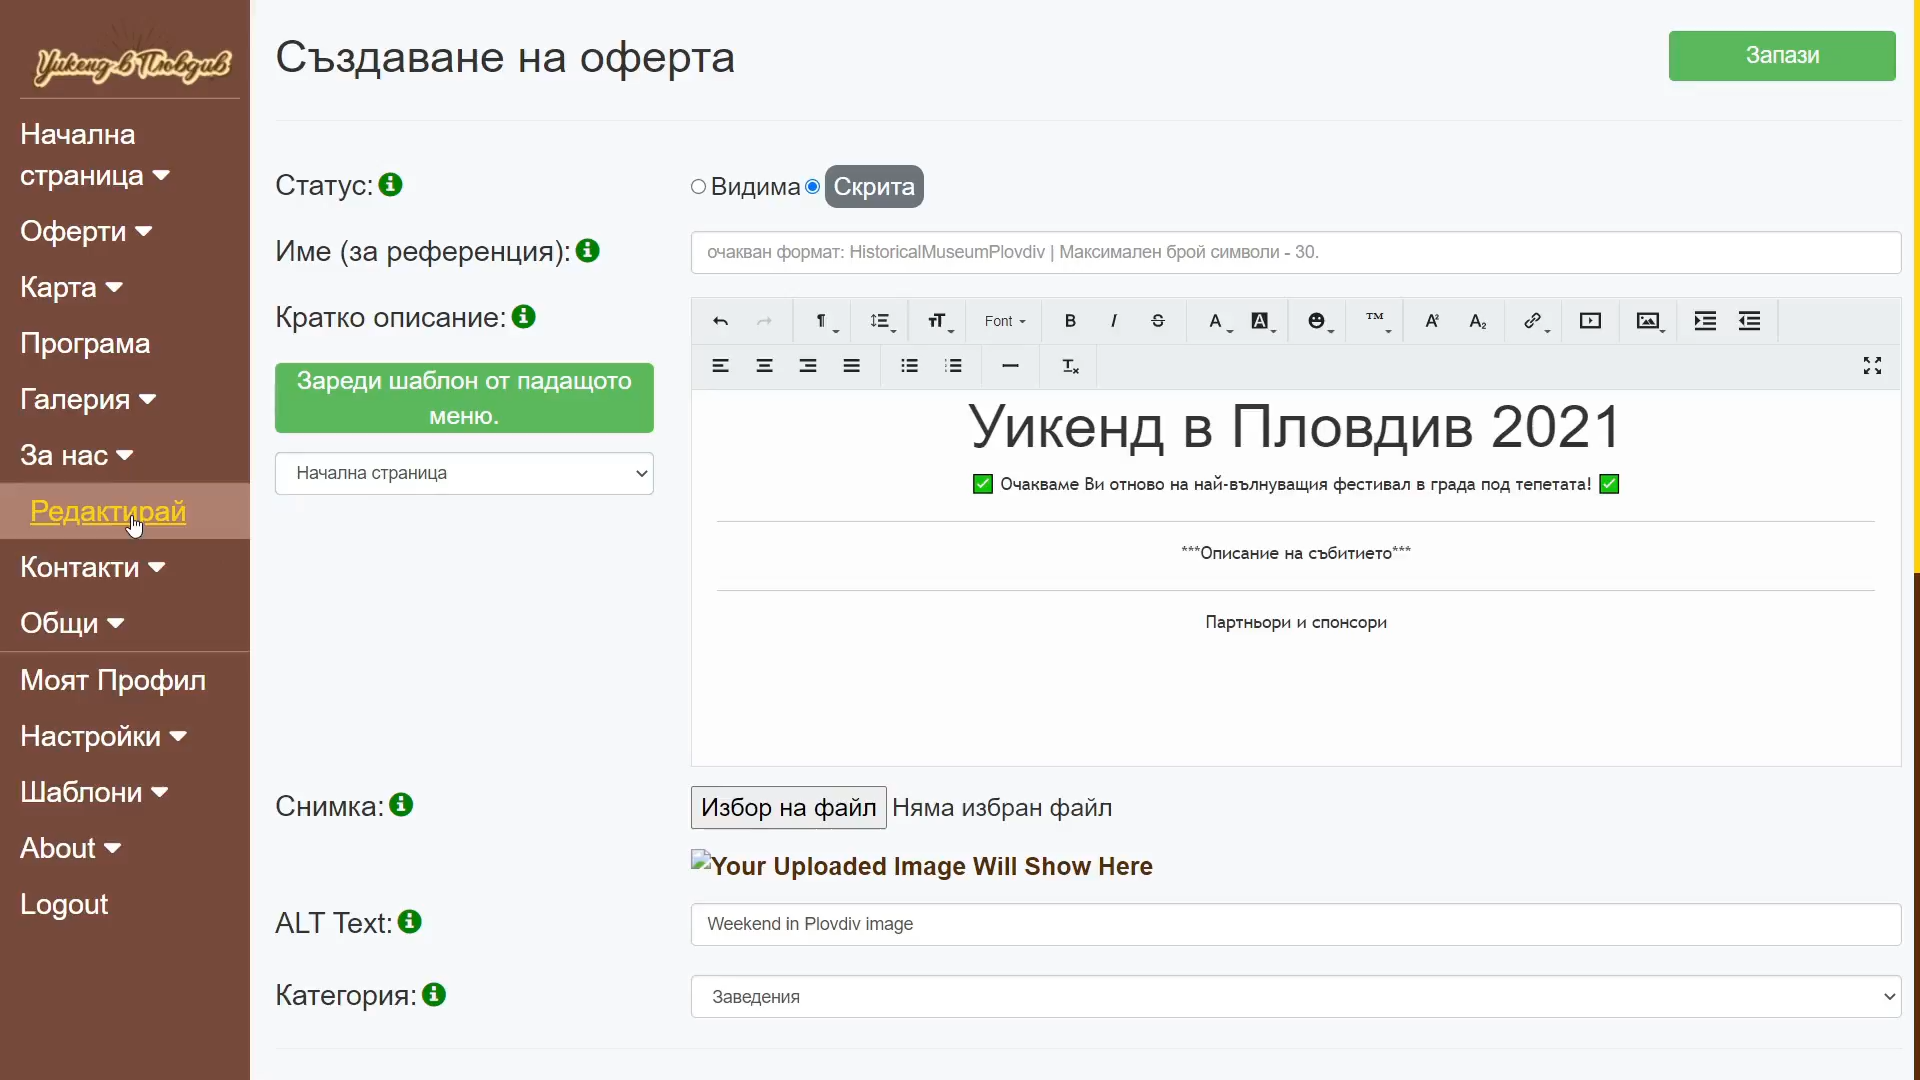 Уикенд в Пловдив
Начална
страница
Оферти
Карта
Програма
Галерия
За нас
Редактирай
Контакти
Общи
Моят Профил
Настройки
Шаблони
About
Logout
Създаване на оферта
Запази
Статус:
Видима Скрита
Име (за референция):
очакван формат: HistoricalMuseumPlovdiv | Максимален брой символи - 30.
Кратко описание:
Зареди шаблон от падащото
меню.
Начална страница
Font
Уикенд в Пловдив 2021
✅ Очакваме Ви отново на най-вълнуващия фестивал в града под тепетата! ✅
***Описание на събитието***
Партньори и спонсори
Снимка:
Избор на файл Няма избран файл
Your Uploaded Image Will Show Here
ALT Text:
Weekend in Plovdiv image
Категория:
Заведения